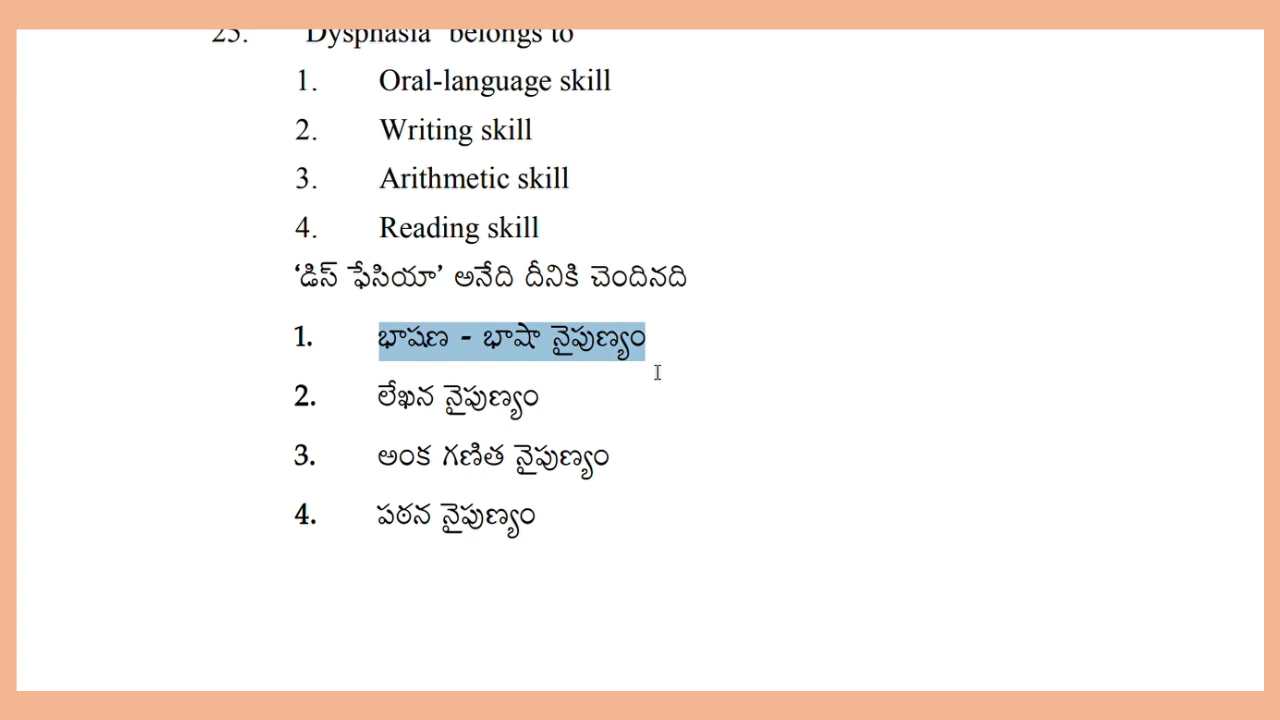 25. 'Dysphasia' belongs to
1. Oral-language skill
2. Writing skill
3. Arithmetic skill
4. Reading skill
‘డిస్ ఫేసియా’ అనేది దీనికి చెందినది
1. భాషణ - భాషా నైపుణ్యం
2. లేఖన నైపుణ్యం
3. అంక గణిత నైపుణ్యం
4. పఠన నైపుణ్యం